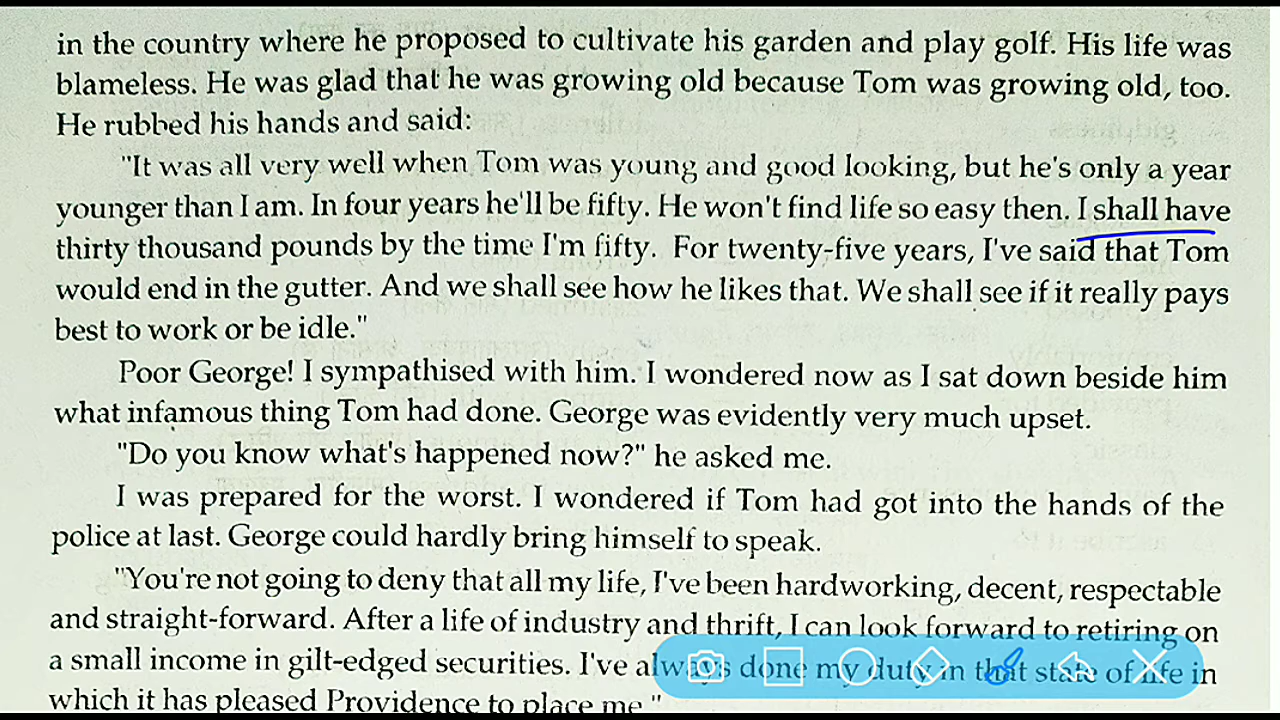 in the country where he proposed to cultivate his garden and play golf. His life was
blameless. He was glad that he was growing old because Tom was growing old, too.
He rubbed his hands and said:
"It was all very well when Tom was young and good looking, but he's only a year
younger than I am. In four years he'll be fifty. He won't find life so easy then. I shall have
thirty thousand pounds by the time I'm fifty. For twenty-five years, I've said that Tom
would end in the gutter. And we shall see how he likes that. We shall see if it really pays
best to work or be idle."
Poor George! I sympathised with him. I wondered now as I sat down beside him
what infamous thing Tom had done. George was evidently very much upset.
"Do you know what's happened now?" he asked me.
I was prepared for the worst. I wondered if Tom had got into the hands of the
police at last. George could hardly bring himself to speak.
"You're not going to deny that all my life, I've been hardworking, decent, respectable
and straight-forward. After a life of industry and thrift, I can look forward to retiring on
a small income in gilt-edged securities. I've always done my duty in that state of life in
which it has pleased Providence to place me."